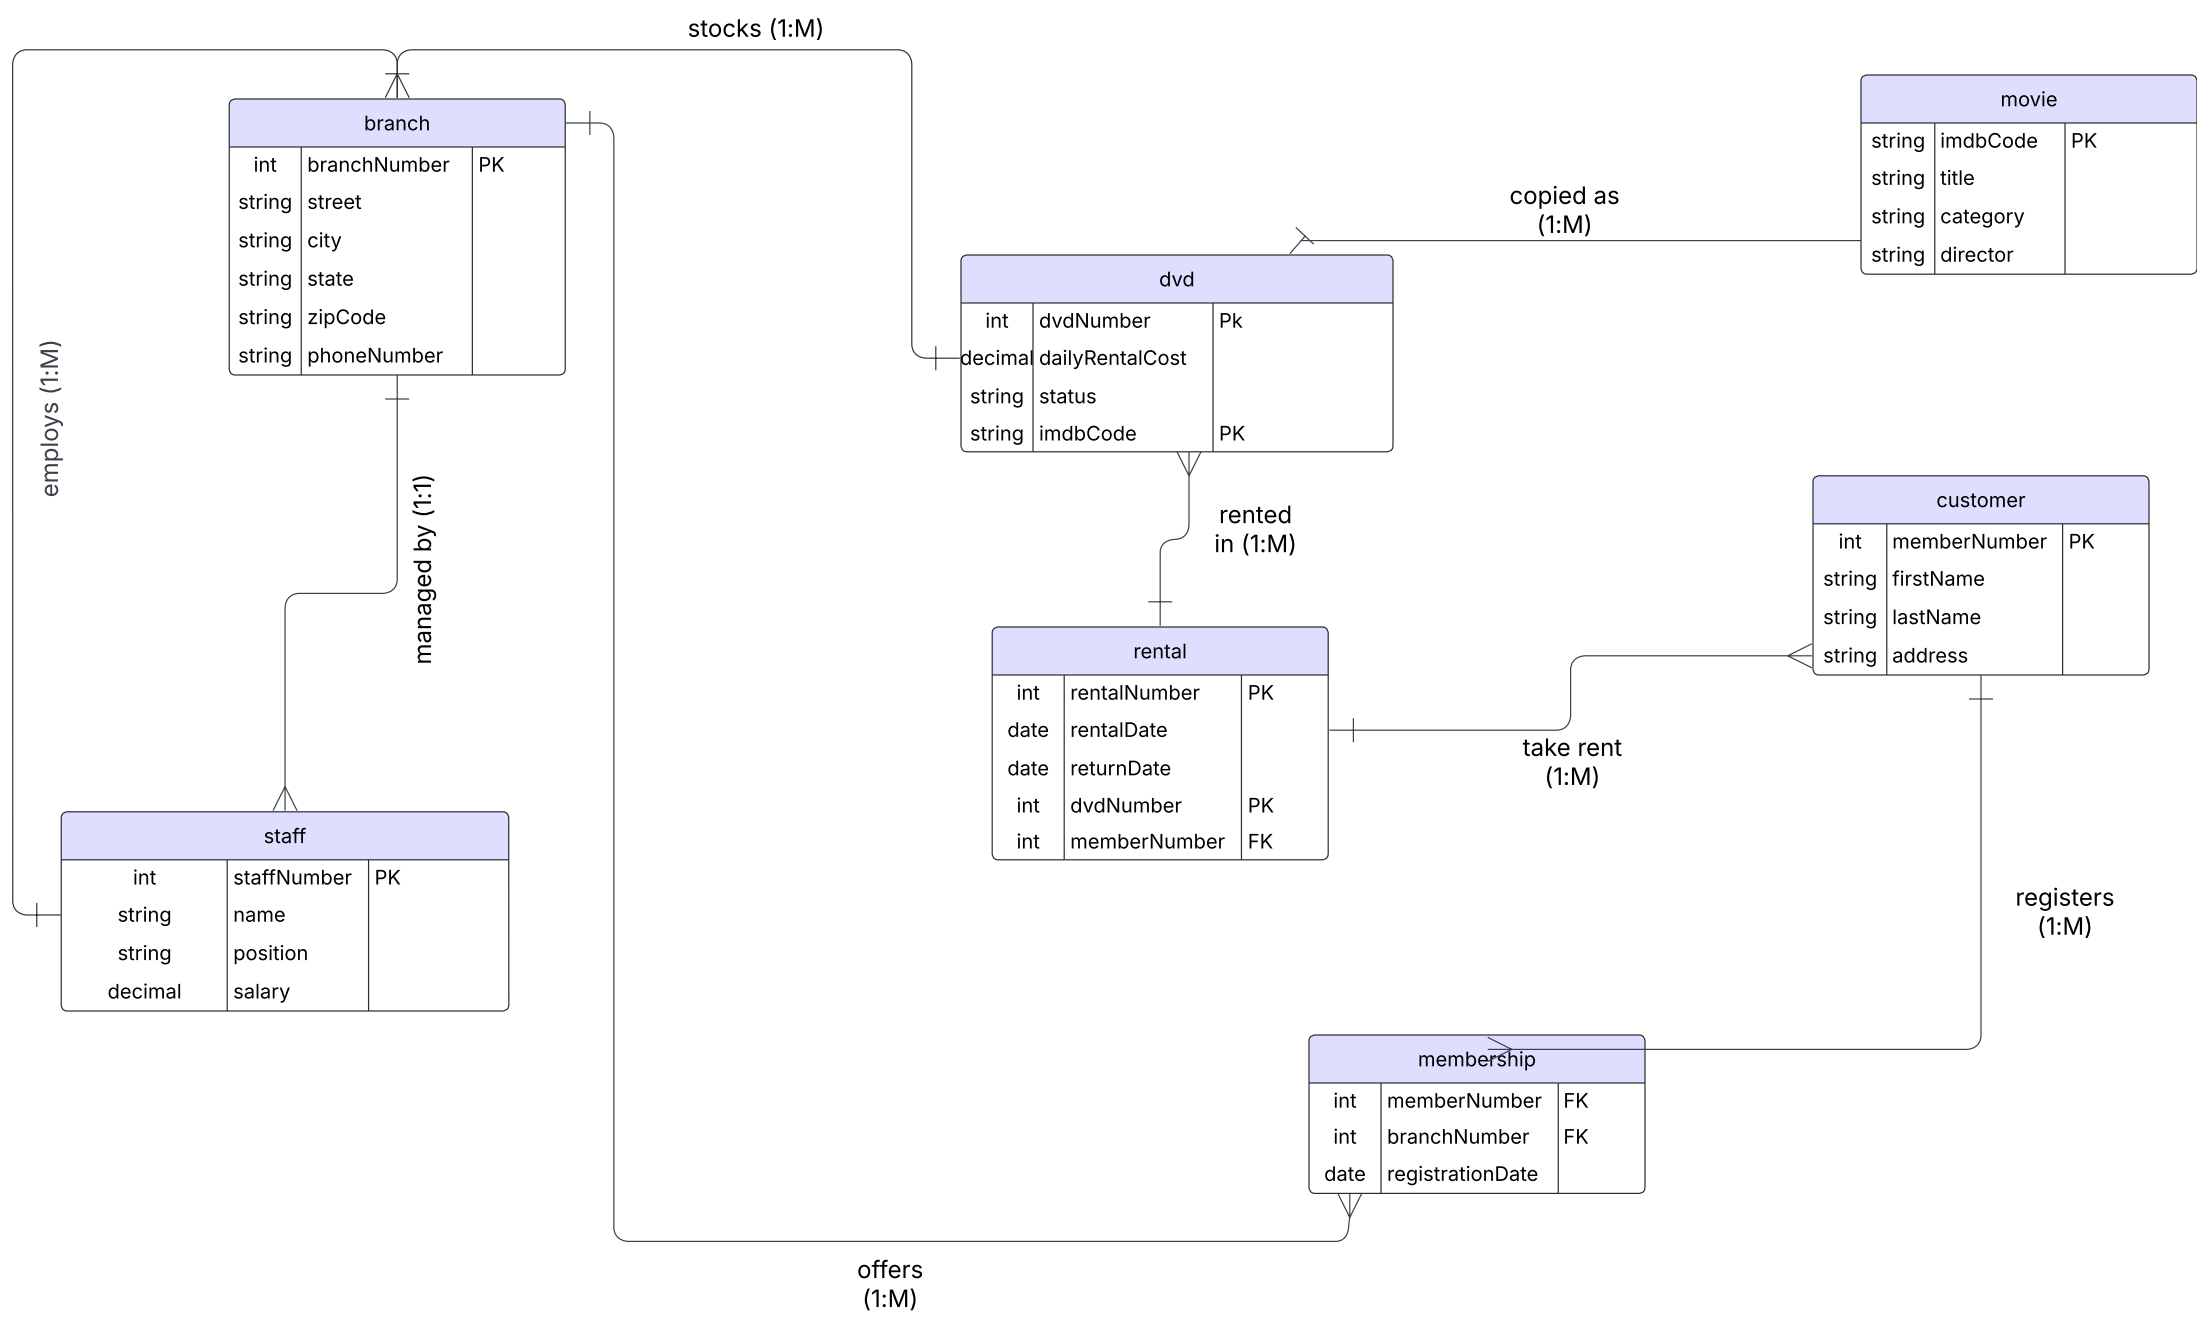 stocks (1:M)
employs (1:M)
branch
int branchNumber PK
string street
string city
string state
string zipCode
string phoneNumber
managed by (1:1)
staff
int staffNumber PK
string name
string position
decimal salary
copied as
(1:M)
movie
string imdbCode PK
string title
string category
string director
dvd
int dvdNumber Pk
decimal dailyRentalCost
string status
string imdbCode PK
rented
in (1:M)
rental
int rentalNumber PK
date rentalDate
date returnDate
int dvdNumber PK
int memberNumber FK
customer
int memberNumber PK
string firstName
string lastName
string address
take rent
(1:M)
registers
(1:M)
membership
int memberNumber FK
int branchNumber FK
date registrationDate
offers
(1:M)